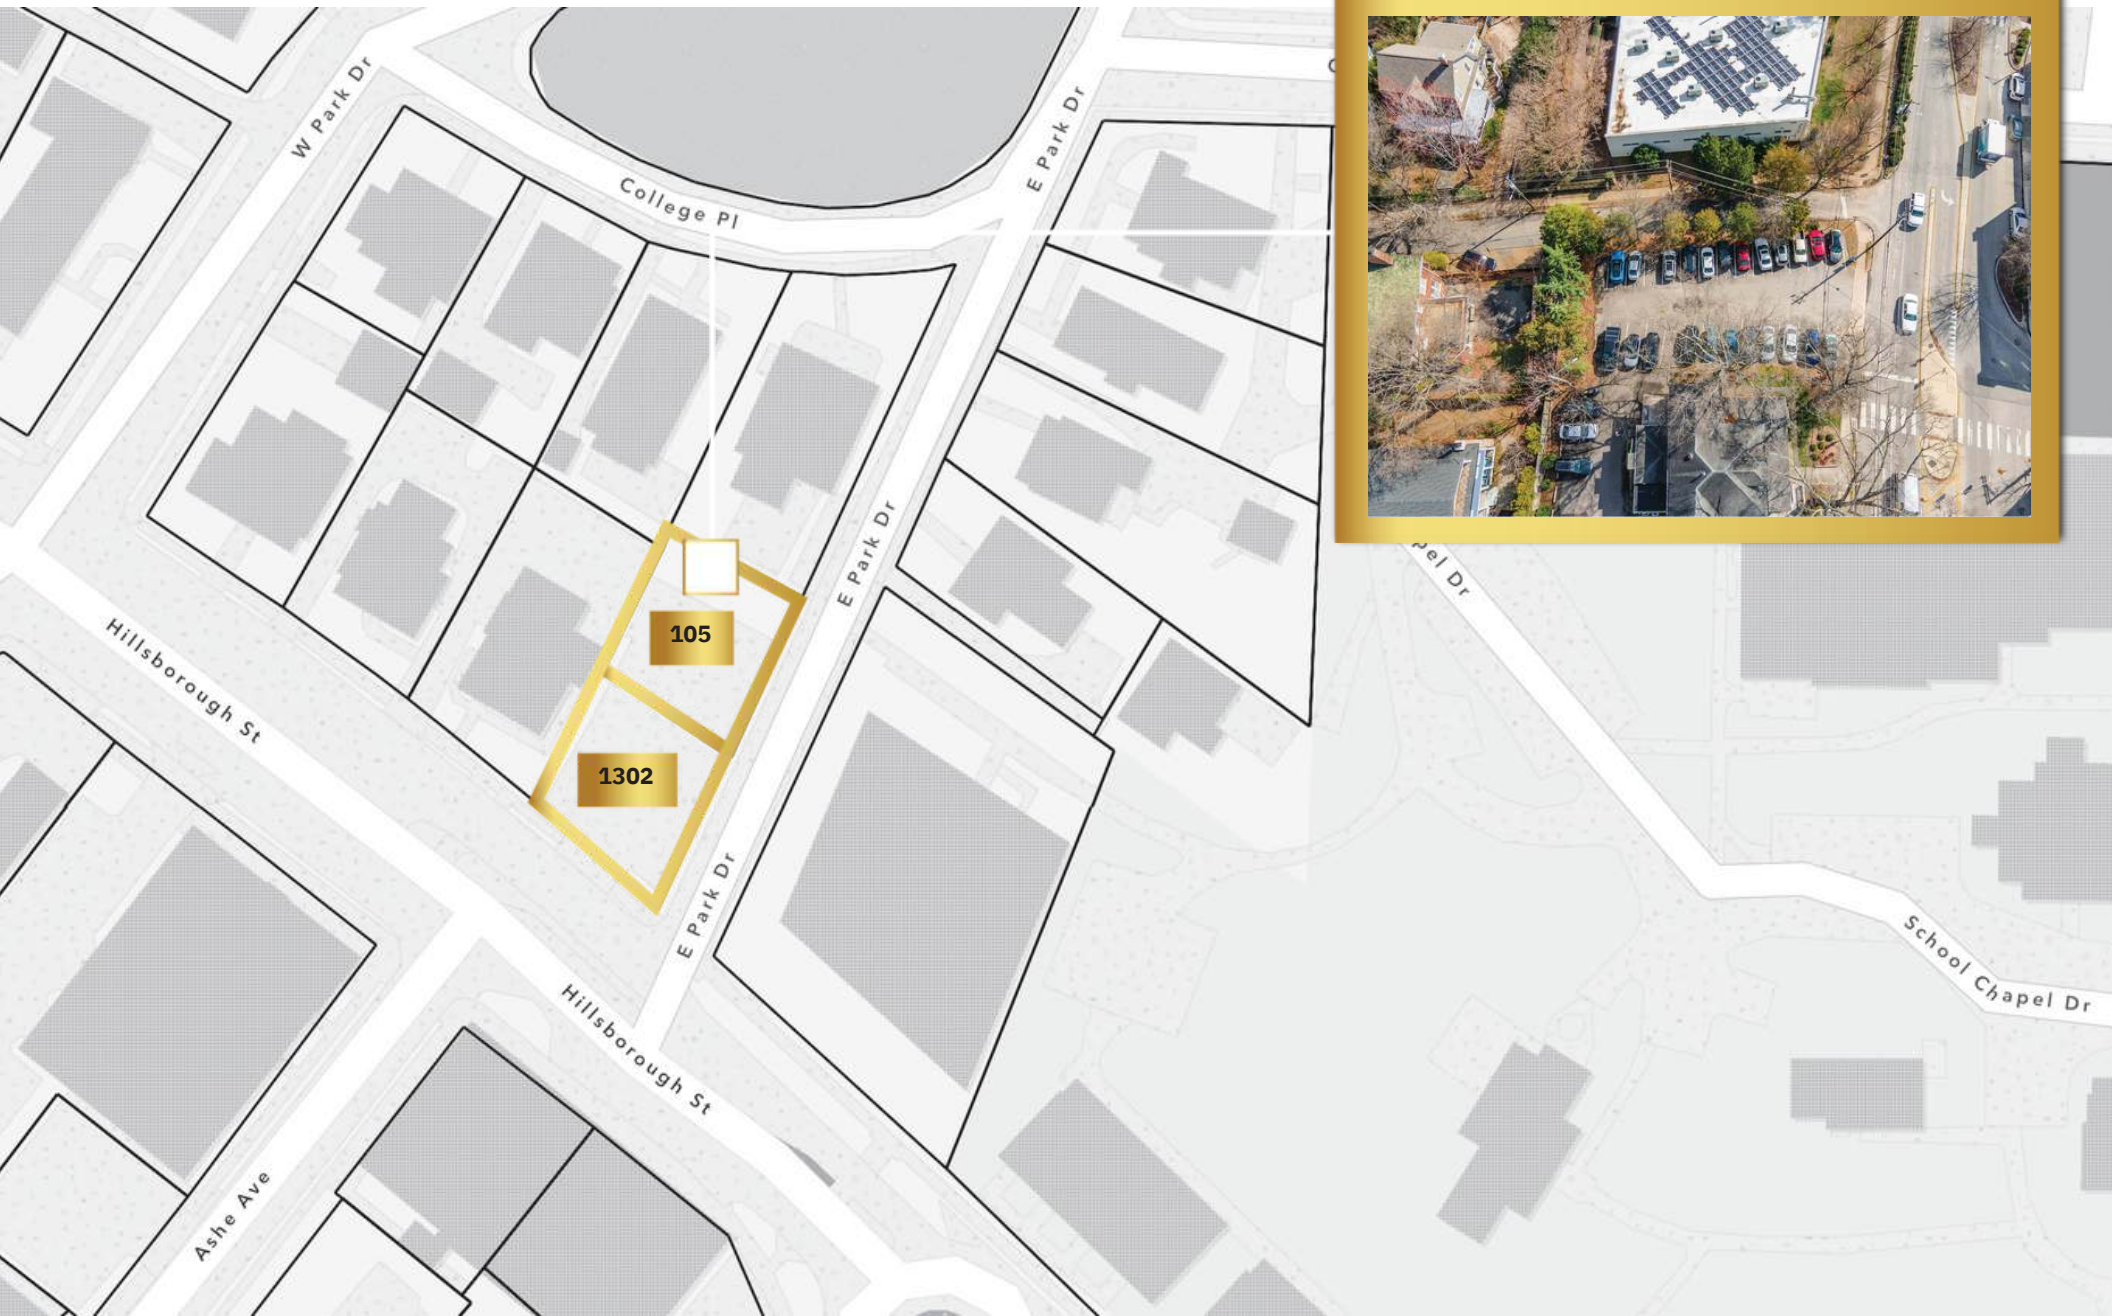 W Park Dr
College Pl
E Park Dr
E Park Dr
pel Dr
105
Hillsborough St
1302
E Park Dr
School Chapel Dr
Hillsborough St
Ashe Ave